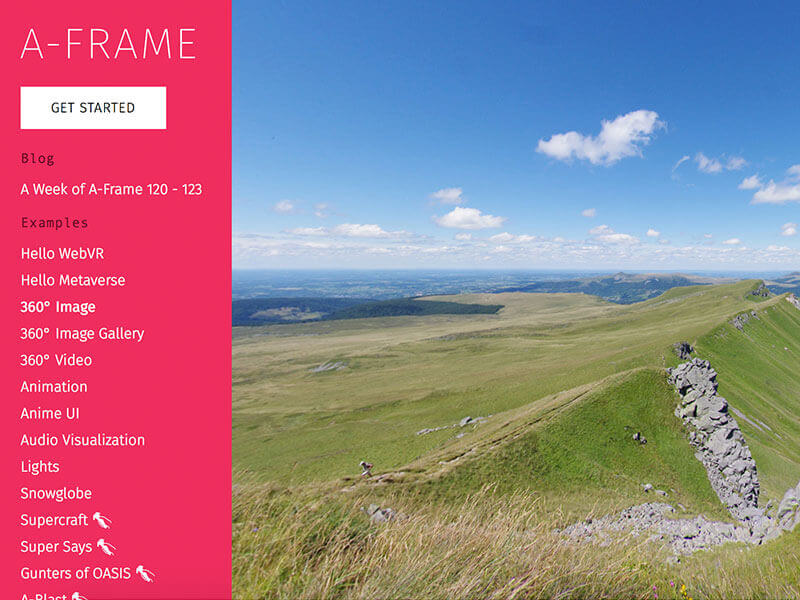 A-FRAME
GET STARTED
Blog
A Week of A-Frame 120 - 123
Examples
Hello WebVR
Hello Metaverse
360° Image
360° Image Gallery
360° Video
Animation
Anime UI
Audio Visualization
Lights
Snowglobe
Supercraft
Super Says
Gunters of OASIS
A-Blast